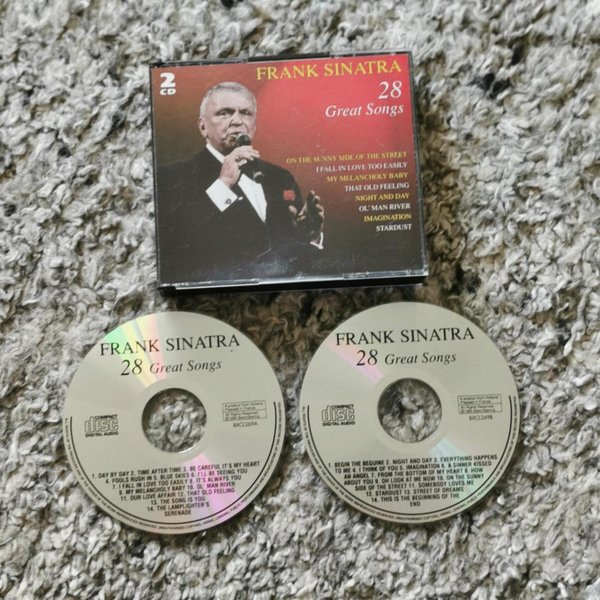 2
CD
FRANK SINATRA
28
Great Songs
ON THE SUNNY SIDE OF THE STREET
I FALL IN LOVE TOO EASILY
MY MELANCHOLY BABY
THAT OLD FEELING
NIGHT AND DAY
OL' MAN RIVER
IMAGINATION
STARDUST
FRANK SINATRA
28 Great Songs
COMPACT
disc
DIGITAL AUDIO
BXCL269A
1. DAY BY DAY 2. TIME AFTER TIME 3. BE CAREFUL IT'S MY HEART
4. FOOLS RUSH IN 5. BLUE SKIES 6. I'LL BE SEEING YOU
7. I FALL IN LOVE TOO EASILY 8. IT'S ALWAYS YOU
9. MY MELANCHOLY BABY 10. OL' MAN RIVER
11. OUR LOVE AFFAIR 12. THAT OLD FEELING
13. THE SONG IS YOU
14. THE LAMPLIGHTER'S
SERENADE
FRANK SINATRA
28 Great Songs
COMPACT
disc
DIGITAL AUDIO
BXCL269B
1. BEGIN THE BEGUINE 2. NIGHT AND DAY 3. EVERYTHING HAPPENS
TO ME 4. I THINK OF YOU 5. IMAGINATION 6. A SINNER KISSED
AN ANGEL 7. FROM THE BOTTOM OF MY HEART 8. HOW
ABOUT YOU 9. OH LOOK AT ME NOW 10. ON THE SUNNY
SIDE OF THE STREET 11. SOMEBODY LOVES ME
12. STARDUST 13. STREET OF DREAMS
14. THIS IS THE BEGINNING OF THE
END